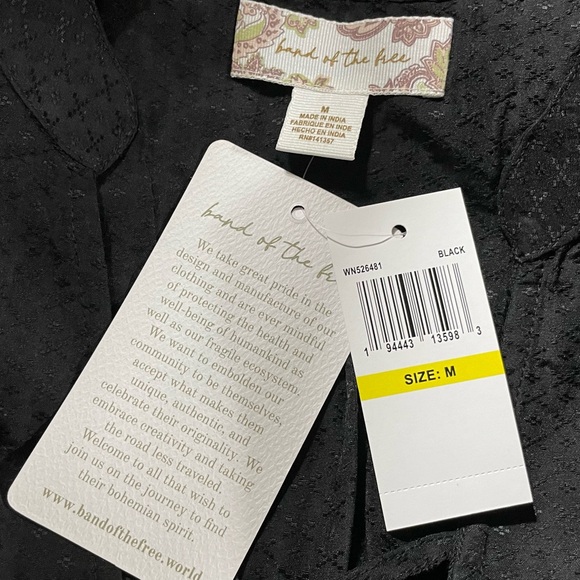 band of the free
M
MADE IN INDIA
FABRIQUE EN INDE
HECHO EN INDIA
RN#141357
band of the fr
We take great pride in the
design and manufacture of our
clothing and are ever mindful
of protecting the health and
well-being of humankind as
well as our fragile ecosystem.
We want to embolden our
community to be themselves,
accept what makes them
unique, authentic, and
celebrate their originality. We
embrace creativity and taking
the road less traveled.
Welcome to all that wish to
join us on the journey to find
their bohemian spirit.
www.bandofthefree.world
WN526481 BLACK
1 94443 13598 3
SIZE: M